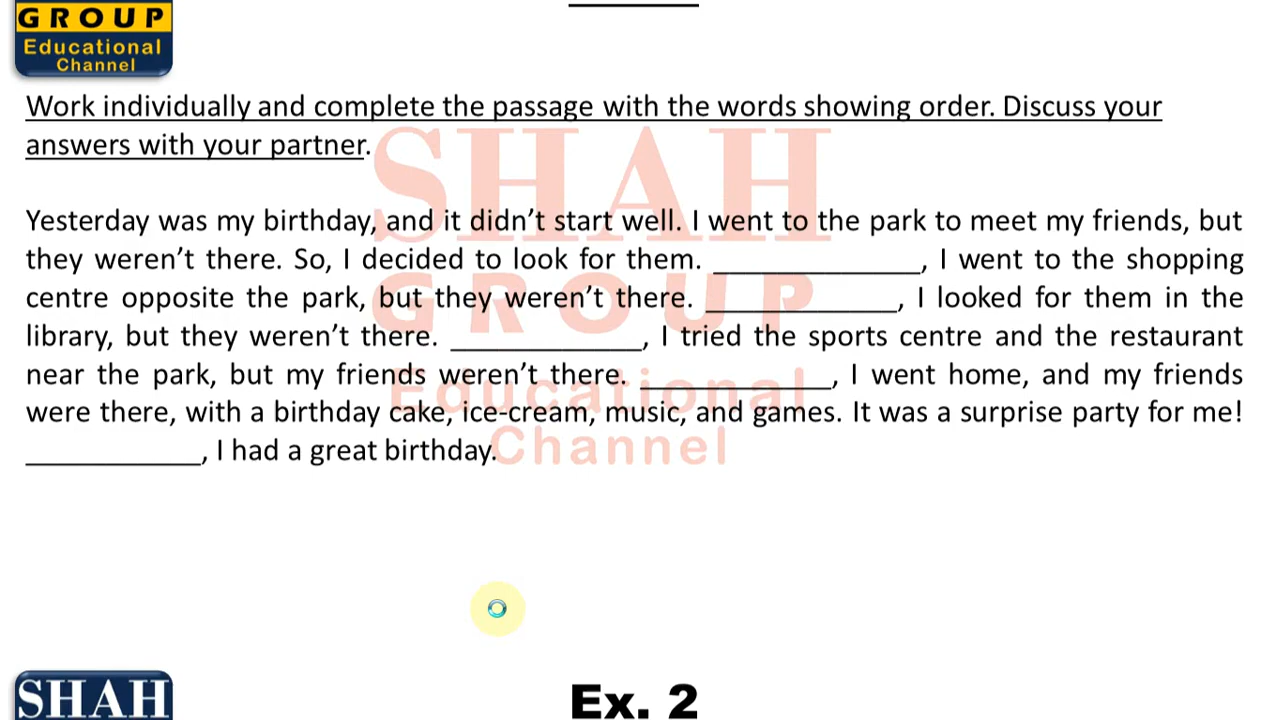 GROUP
Educational
Channel
Work individually and complete the passage with the words showing order. Discuss your
answers with your partner.
SHAH
GROUP
Educational
Channel
Yesterday was my birthday, and it didn’t start well. I went to the park to meet my friends, but
they weren’t there. So, I decided to look for them. ______________, I went to the shopping
centre opposite the park, but they weren’t there. _____________, I looked for them in the
library, but they weren’t there. _____________, I tried the sports centre and the restaurant
near the park, but my friends weren’t there. _____________, I went home, and my friends
were there, with a birthday cake, ice-cream, music, and games. It was a surprise party for me!
____________, I had a great birthday.
SHAH
Ex. 2